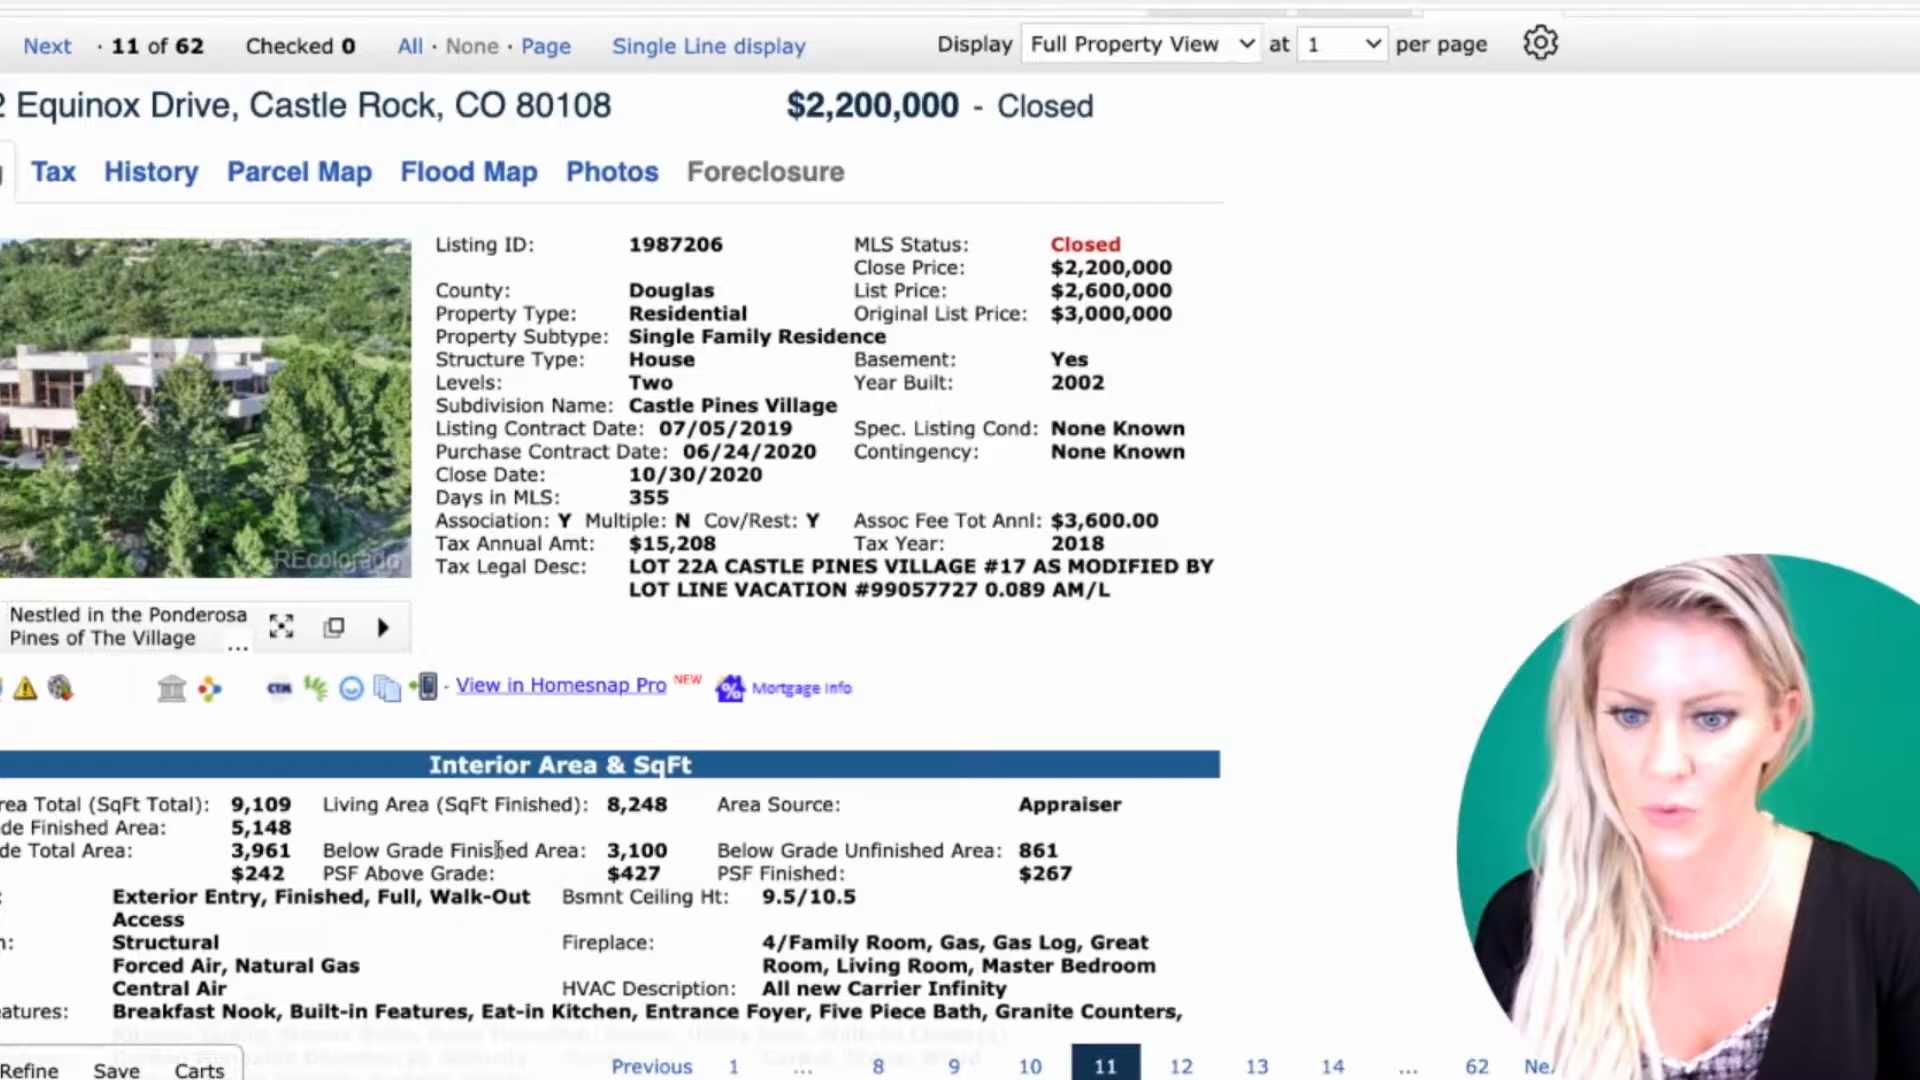 Next · 11 of 62 Checked 0 All · None · Page Single Line display Display Full Property View at 1 per page
2 Equinox Drive, Castle Rock, CO 80108 $2,200,000 - Closed
Tax History Parcel Map Flood Map Photos Foreclosure
Listing ID: 1987206 MLS Status: Closed
Close Price: $2,200,000
County: Douglas List Price: $2,600,000
Property Type: Residential Original List Price: $3,000,000
Property Subtype: Single Family Residence
Structure Type: House Basement: Yes
Levels: Two Year Built: 2002
Subdivision Name: Castle Pines Village
Listing Contract Date: 07/05/2019 Spec. Listing Cond: None Known
Purchase Contract Date: 06/24/2020 Contingency: None Known
Close Date: 10/30/2020
Days in MLS: 355
Association: Y Multiple: N Cov/Rest: Y Assoc Fee Tot Annl: $3,600.00
Tax Annual Amt: $15,208 Tax Year: 2018
Tax Legal Desc: LOT 22A CASTLE PINES VILLAGE #17 AS MODIFIED BY
LOT LINE VACATION #99057727 0.089 AM/L
REcolorado
Nestled in the Ponderosa
Pines of The Village ...
CTM - View in Homesnap Pro NEW % Mortgage Info
Interior Area & SqFt
rea Total (SqFt Total): 9,109 Living Area (SqFt Finished): 8,248 Area Source: Appraiser
de Finished Area: 5,148
de Total Area: 3,961 Below Grade Finished Area: 3,100 Below Grade Unfinished Area: 861
$242 PSF Above Grade: $427 PSF Finished: $267
: Exterior Entry, Finished, Full, Walk-Out Bsmnt Ceiling Ht: 9.5/10.5
Access
n: Structural Fireplace: 4/Family Room, Gas, Gas Log, Great
Forced Air, Natural Gas Room, Living Room, Master Bedroom
Central Air HVAC Description: All new Carrier Infinity
atures: Breakfast Nook, Built-in Features, Eat-in Kitchen, Entrance Foyer, Five Piece Bath, Granite Counters,
Refine Save Carts Previous 1 ... 8 9 10 11 12 13 14 ... 62 Ne